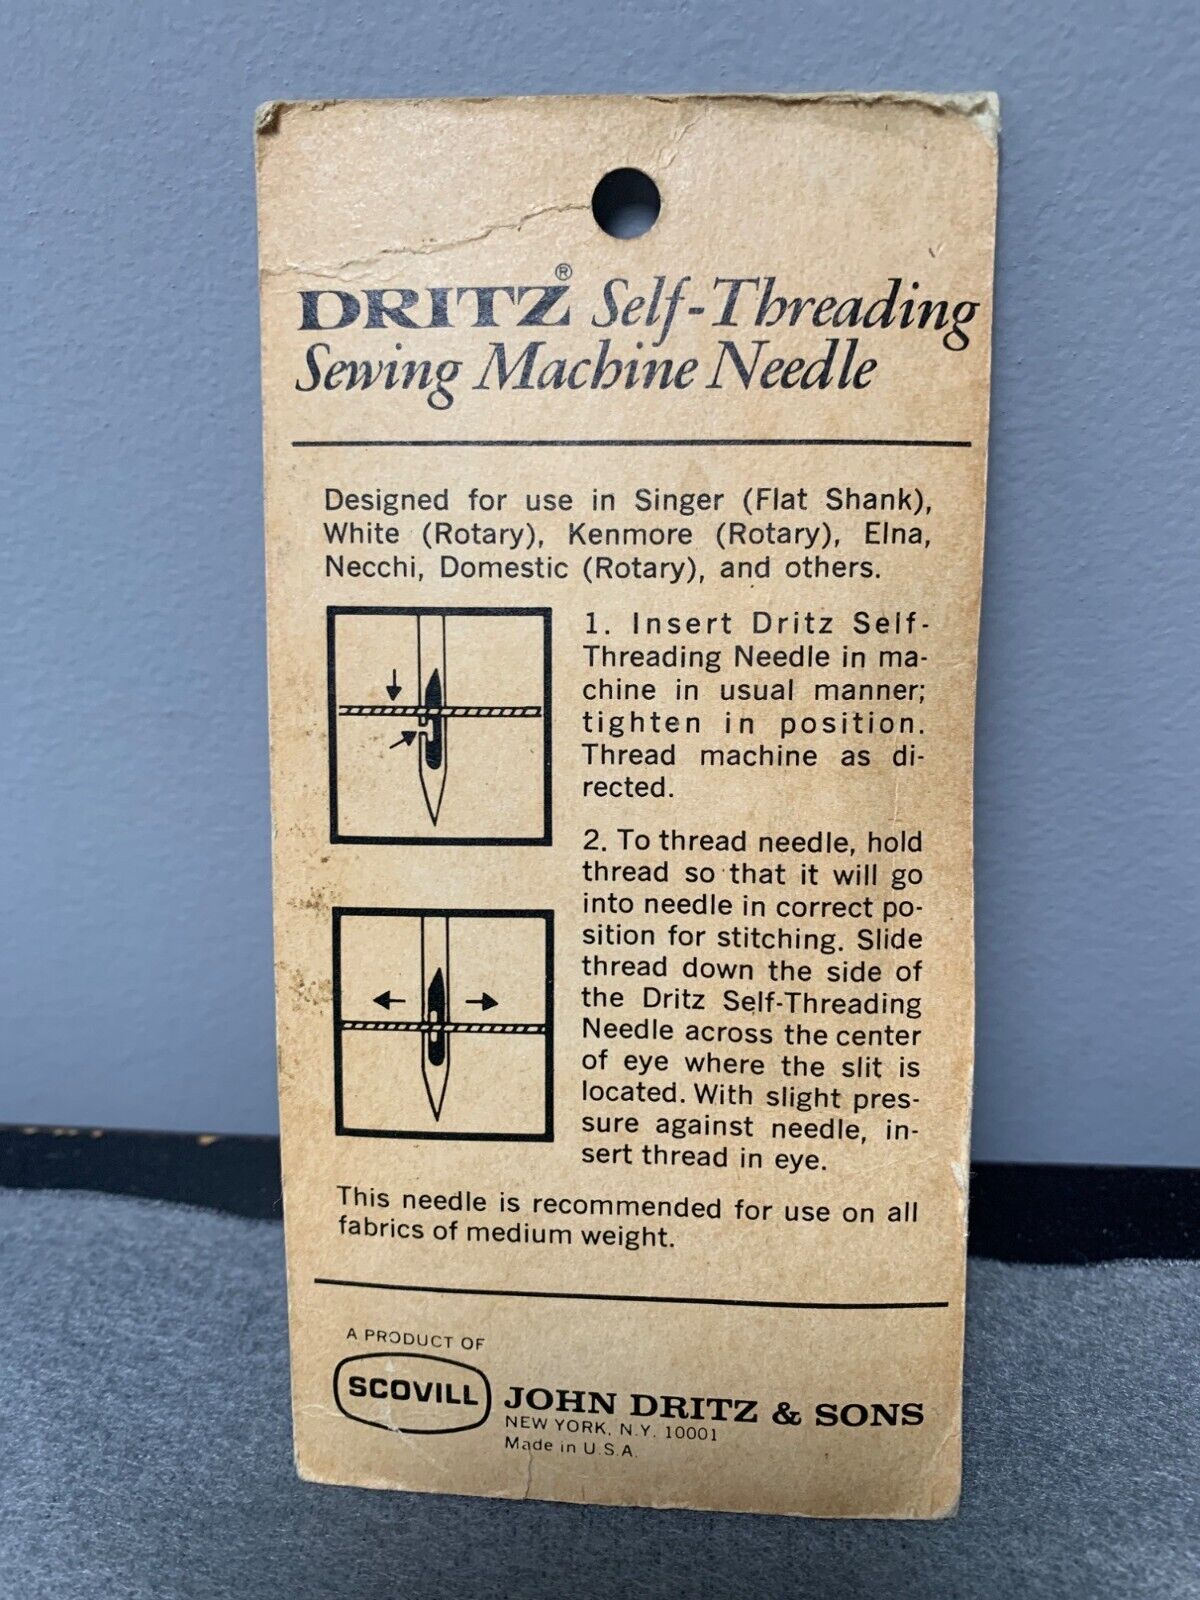 DRITZ® Self-Threading
Sewing Machine Needle
Designed for use in Singer (Flat Shank),
White (Rotary), Kenmore (Rotary), Elna,
Necchi, Domestic (Rotary), and others.
1. Insert Dritz Self-
Threading Needle in ma-
chine in usual manner;
tighten in position.
Thread machine as di-
rected.
2. To thread needle, hold
thread so that it will go
into needle in correct po-
sition for stitching. Slide
thread down the side of
the Dritz Self-Threading
Needle across the center
of eye where the slit is
located. With slight pres-
sure against needle, in-
sert thread in eye.
This needle is recommended for use on all
fabrics of medium weight.
A PRODUCT OF
SCOVILL
JOHN DRITZ & SONS
NEW YORK, N.Y. 10001
Made in U.S.A.